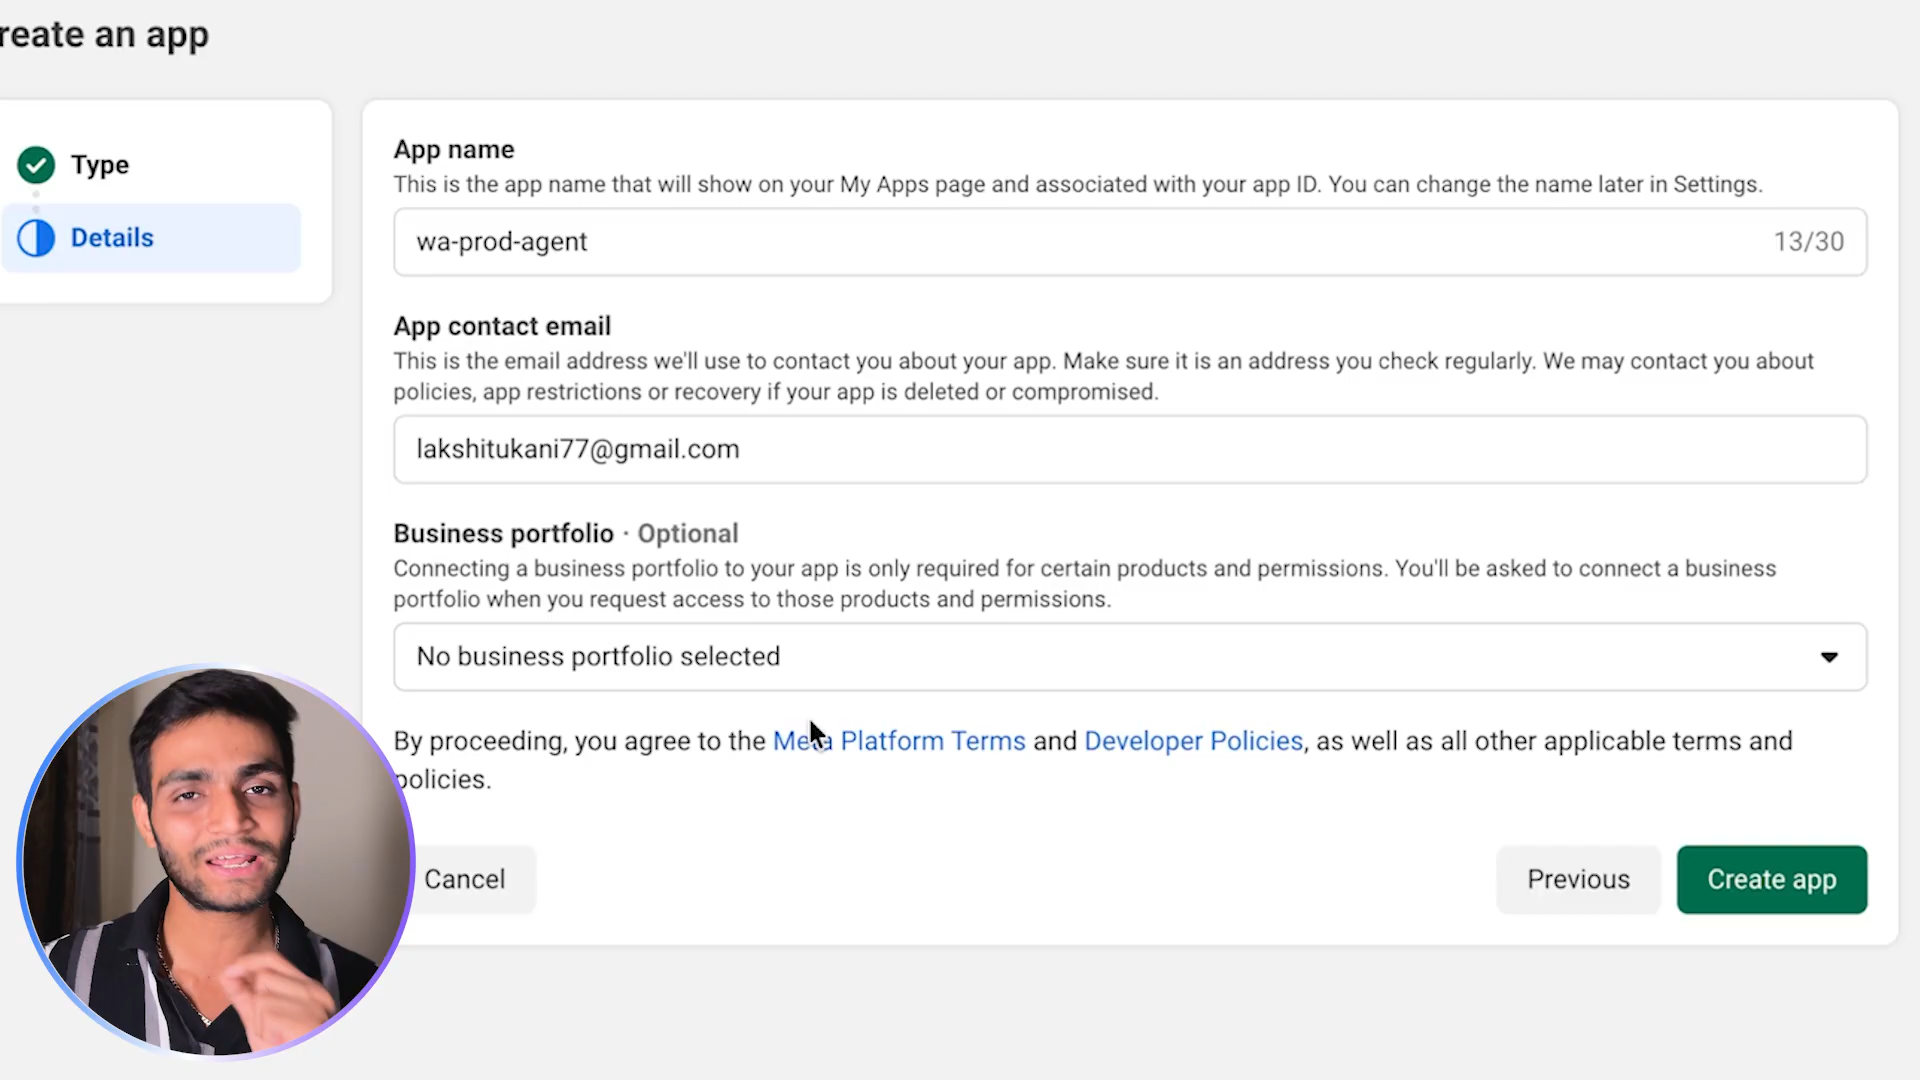 reate an app
Type
Details
App name
This is the app name that will show on your My Apps page and associated with your app ID. You can change the name later in Settings.
wa-prod-agent 13/30
App contact email
This is the email address we'll use to contact you about your app. Make sure it is an address you check regularly. We may contact you about
policies, app restrictions or recovery if your app is deleted or compromised.
lakshitukani77@gmail.com
Business portfolio · Optional
Connecting a business portfolio to your app is only required for certain products and permissions. You'll be asked to connect a business
portfolio when you request access to those products and permissions.
No business portfolio selected
By proceeding, you agree to the Meta Platform Terms and Developer Policies, as well as all other applicable terms and
policies.
Cancel Previous Create app